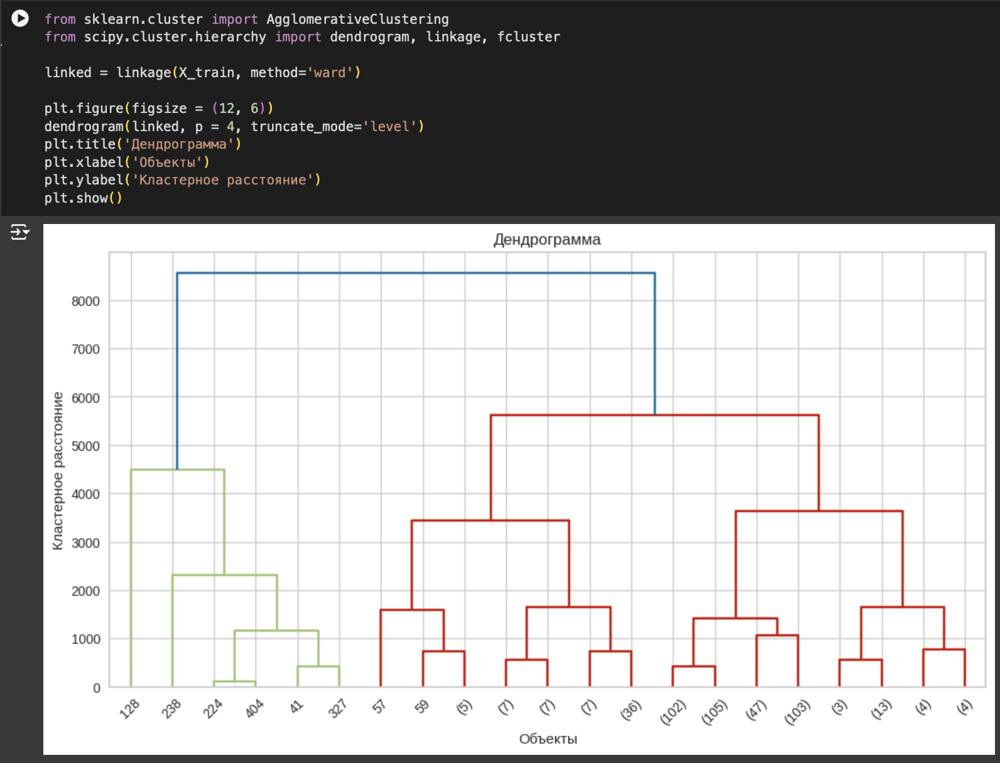 from sklearn.cluster import AgglomerativeClustering
from scipy.cluster.hierarchy import dendrogram, linkage, fcluster
linked = linkage(X_train, method='ward')
plt.figure(figsize = (12, 6))
dendrogram(linked, p = 4, truncate_mode='level')
plt.title('Дендрограмма')
plt.xlabel('Объекты')
plt.ylabel('Кластерное расстояние')
plt.show()
Дендрограмма
Кластерное расстояние
8000
7000
6000
5000
4000
3000
2000
1000
0
128 238 224 404 41 327 57 59 (5) (7) (7) (7) (36) (102) (105) (47) (103) (3) (13) (4) (4)
Объекты